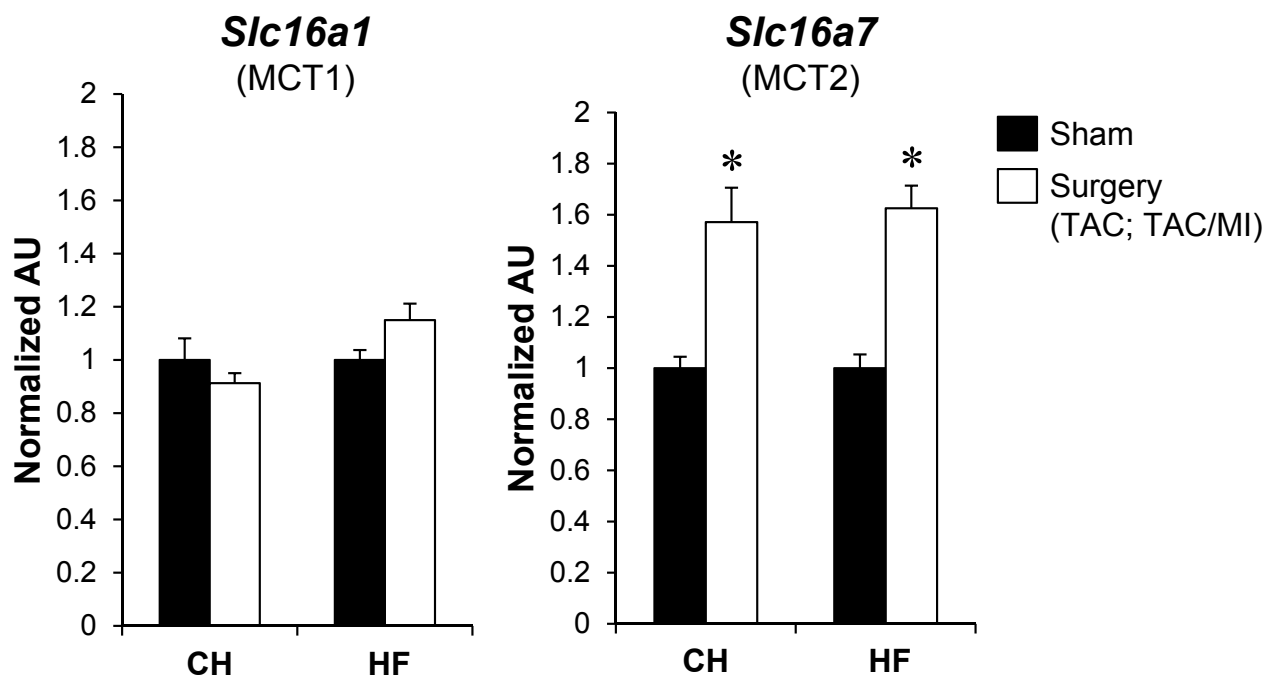 Slc16a1
(MCT1)
Normalized AU
2
1.8
1.6
1.4
1.2
1
0.8
0.6
0.4
0.2
0
CH HF
Slc16a7
(MCT2)
Normalized AU
2
1.8
1.6
1.4
1.2
1
0.8
0.6
0.4
0.2
0
* *
CH HF
Sham
Surgery
(TAC; TAC/MI)